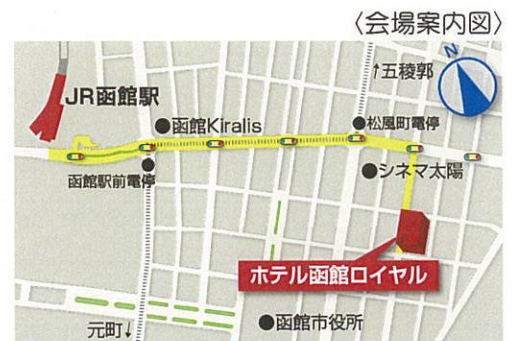 〈会場案内図〉
N
↑五稜郭
JR函館駅
●函館Kiralis
●松風町電停
函館駅前電停
●シネマ太陽
ホテル函館ロイヤル
元町↓
●函館市役所